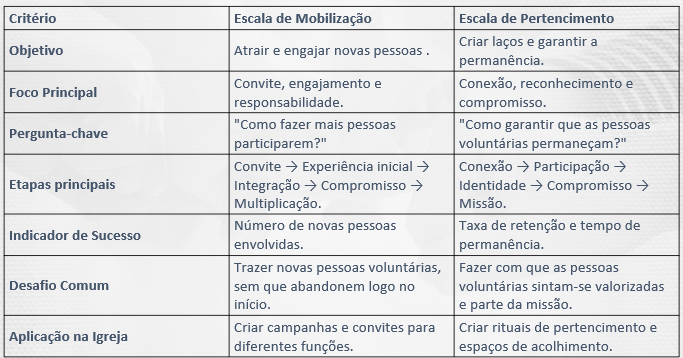 Critério
Escala de Mobilização
Escala de Pertencimento
Objetivo
Atrair e engajar novas pessoas .
Criar laços e garantir a
permanência.
Foco Principal
Convite, engajamento e
responsabilidade.
Conexão, reconhecimento e
compromisso.
Pergunta-chave
"Como fazer mais pessoas
participarem?"
"Como garantir que as pessoas
voluntárias permaneçam?"
Etapas principais
Convite → Experiência inicial →
Integração → Compromisso →
Multiplicação.
Conexão → Participação →
Identidade → Compromisso →
Missão.
Indicador de Sucesso
Número de novas pessoas
envolvidas.
Taxa de retenção e tempo de
permanência.
Desafio Comum
Trazer novas pessoas voluntárias,
sem que abandonem logo no
início.
Fazer com que as pessoas
voluntárias sintam-se valorizadas
e parte da missão.
Aplicação na Igreja
Criar campanhas e convites para
diferentes funções.
Criar rituais de pertencimento e
espaços de acolhimento.